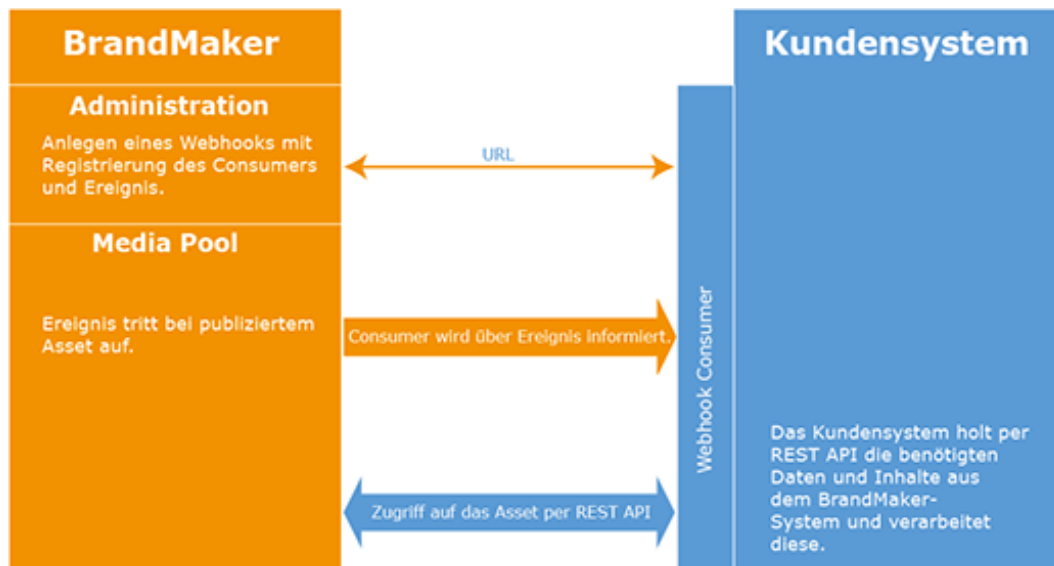 BrandMaker
Administration
Anlegen eines Webhooks mit
Registrierung des Consumers
und Ereignis.
Media Pool
Ereignis tritt bei publiziertem
Asset auf.
URL
Consumer wird über Ereignis informiert.
Zugriff auf das Asset per REST API
Webhook Consumer
Kundensystem
Das Kundensystem holt per
REST API die benötigten
Daten und Inhalte aus
dem BrandMaker-
System und verarbeitet
diese.